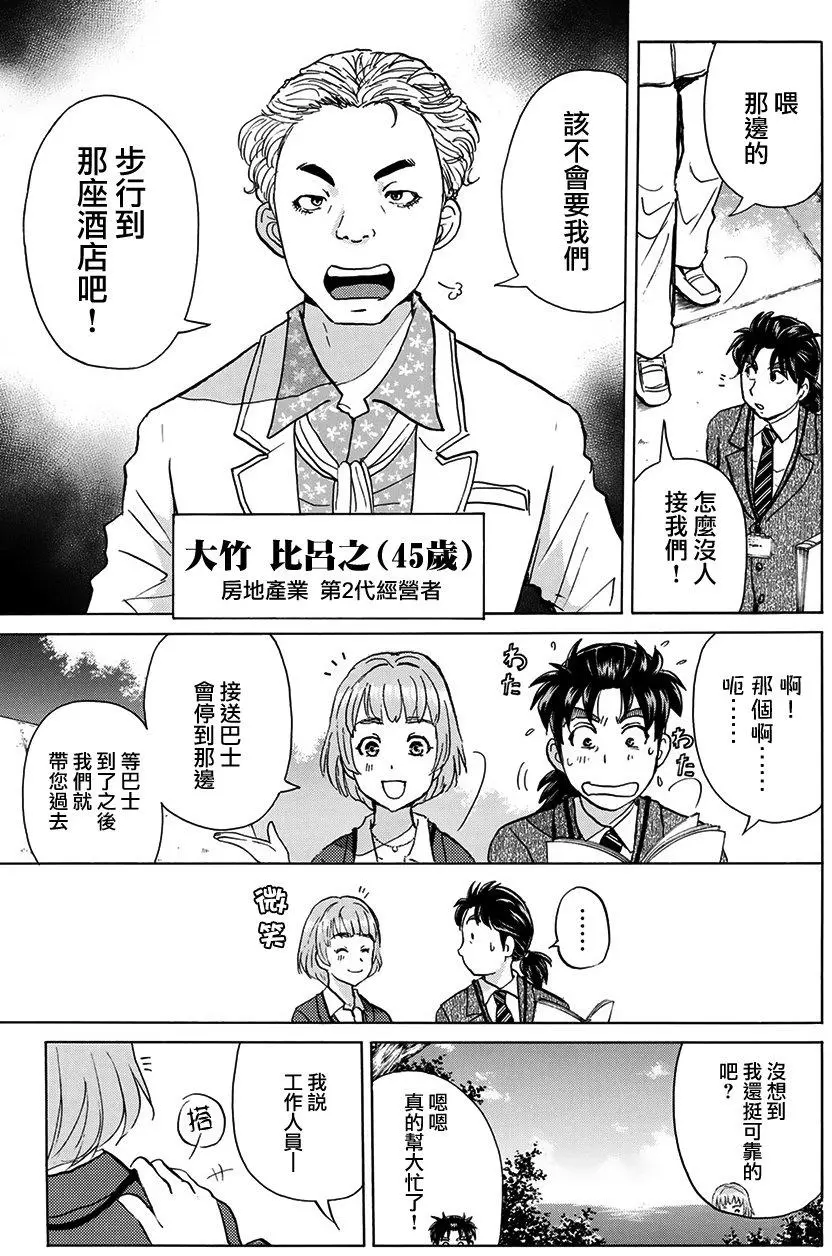 喂
那邊的
怎麼沒人
接我們！
該不會要我們
步行到
那座酒店吧！
大竹 比呂之(45歲)
房地產業 第2代經營者
啊！
那個啊……
呃……
わた
わた
接送巴士
會停到那邊
等巴士
到了之後
我們就
帶您過去
……
微笑
沒想到
我還挺可靠的
吧？
嗯嗯
真的幫大忙了！
我説
工作人員—
搭